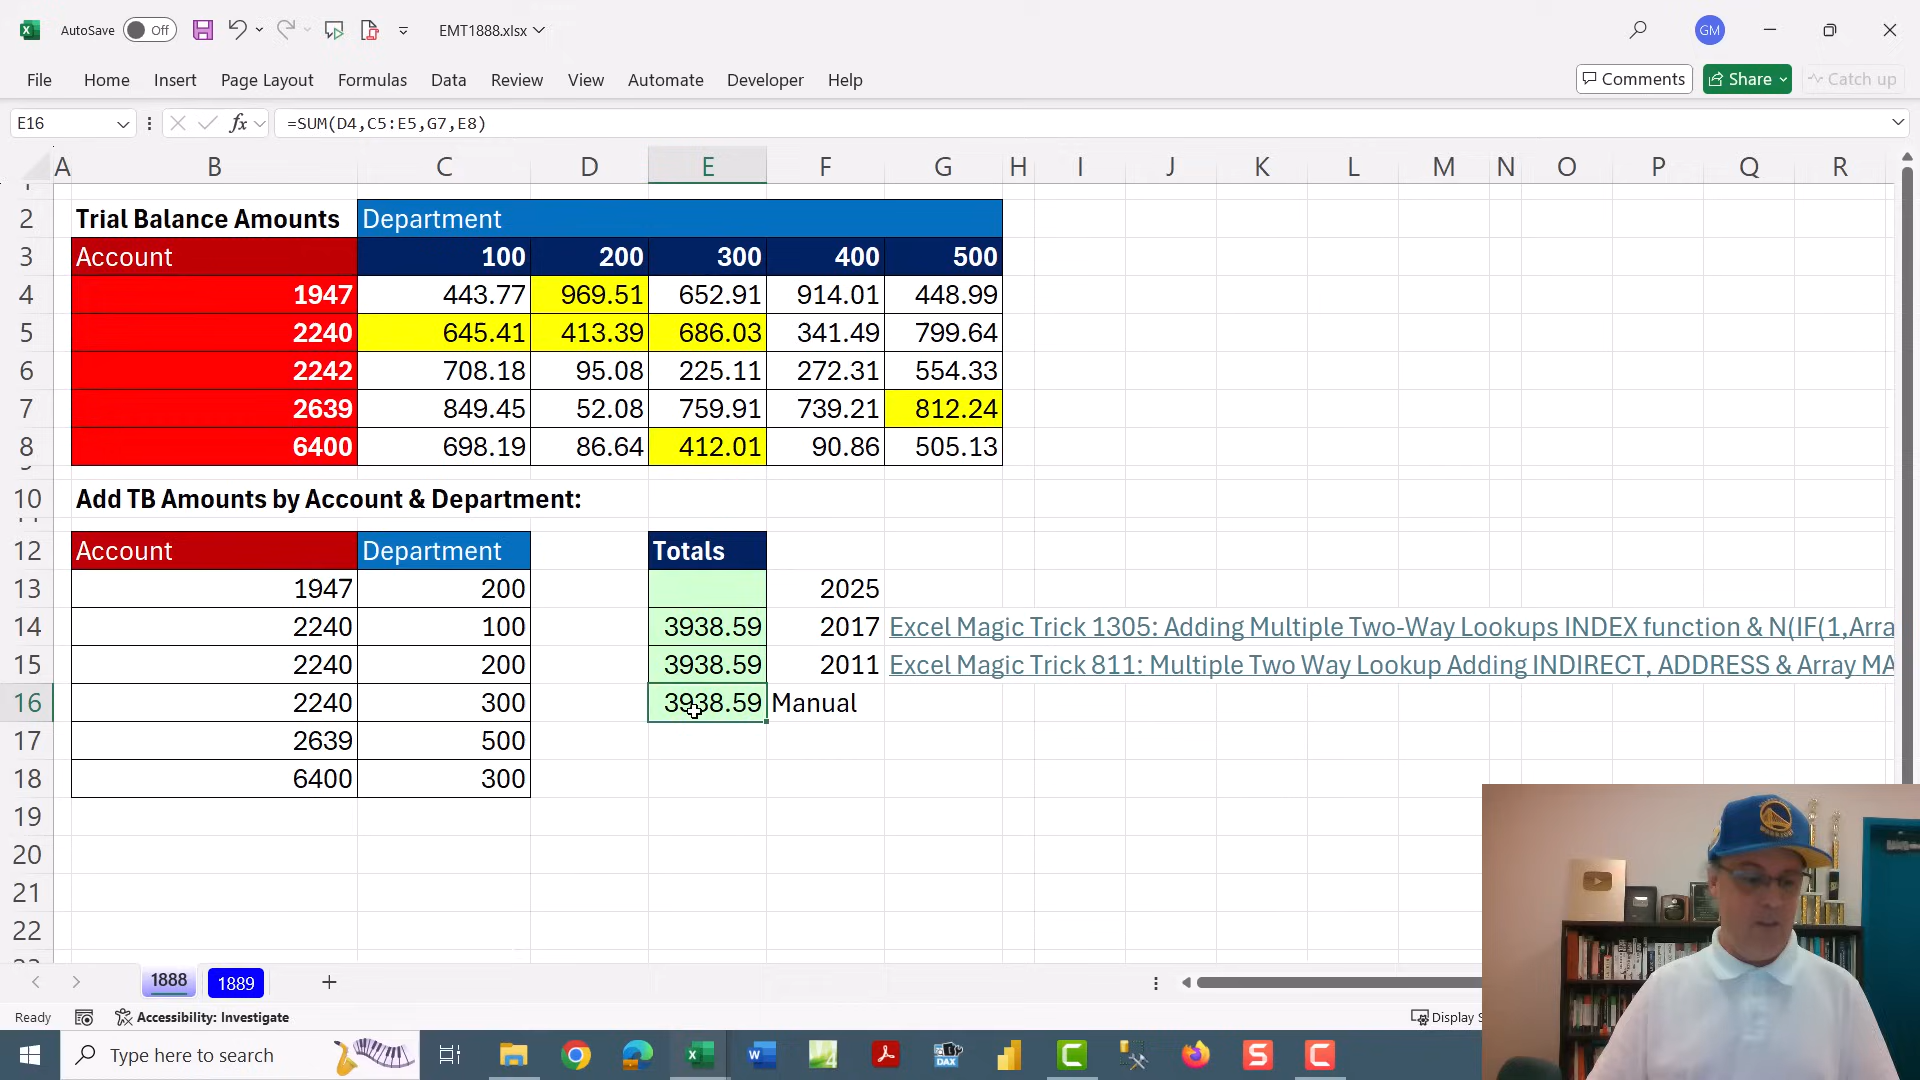 AutoSave Off EMT1888.xlsx GM
File Home Insert Page Layout Formulas Data Review View Automate Developer Help Comments Share Catch up
E16 fx =SUM(D4,C5:E5,G7,E8)
A B C D E F G H I J K L M N O P Q R
2 Trial Balance Amounts Department
3 Account 100 200 300 400 500
4 1947 443.77 969.51 652.91 914.01 448.99
5 2240 645.41 413.39 686.03 341.49 799.64
6 2242 708.18 95.08 225.11 272.31 554.33
7 2639 849.45 52.08 759.91 739.21 812.24
8 6400 698.19 86.64 412.01 90.86 505.13
10 Add TB Amounts by Account & Department:
12 Account Department Totals
13 1947 200 2025
14 2240 100 3938.59 2017 Excel Magic Trick 1305: Adding Multiple Two-Way Lookups INDEX function & N(IF(1,Arra
15 2240 200 3938.59 2011 Excel Magic Trick 811: Multiple Two Way Lookup Adding INDIRECT, ADDRESS & Array MA
16 2240 300 3938.59 Manual
17 2639 500
18 6400 300
19
20
21
22
1888 1889
Ready Accessibility: Investigate Display S
Type here to search